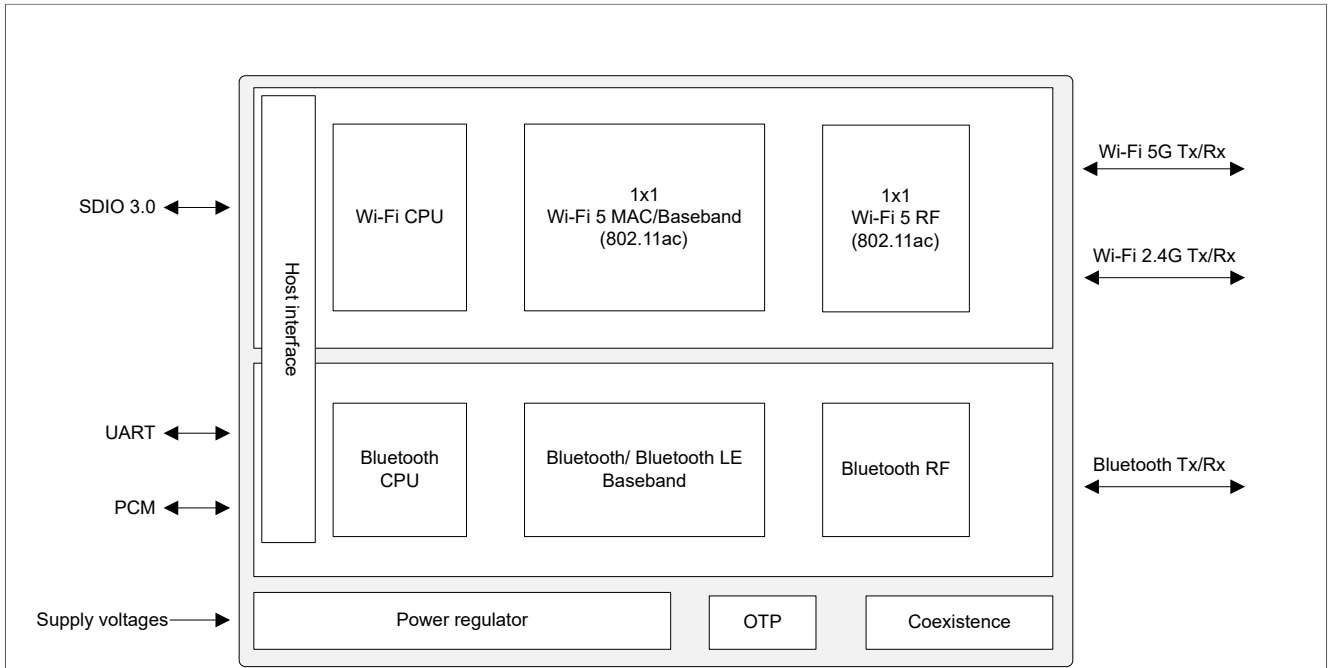 Wi-Fi 5G Tx/Rx
SDIO 3.0
Wi-Fi CPU
1x1
Wi-Fi 5 MAC/Baseband
(802.11ac)
1x1
Wi-Fi 5 RF
(802.11ac)
Wi-Fi 2.4G Tx/Rx
Host interface
UART
PCM
Bluetooth
CPU
Bluetooth/ Bluetooth LE
Baseband
Bluetooth RF
Bluetooth Tx/Rx
Supply voltages
Power regulator
OTP
Coexistence